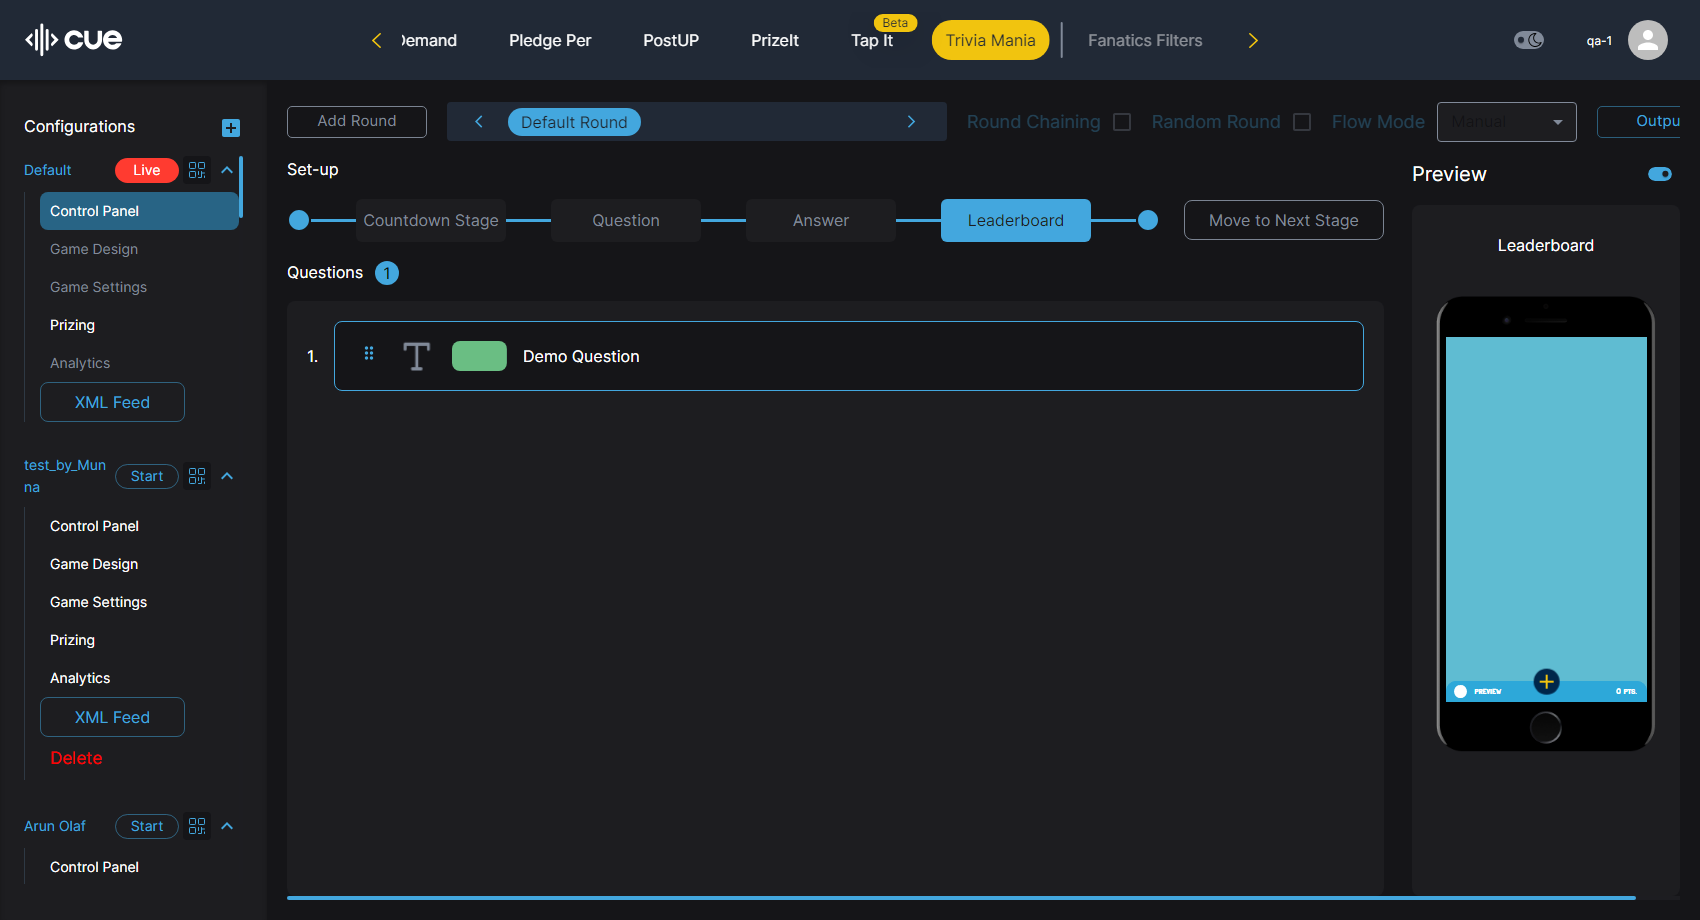 cue
Demand
Pledge Per
PostUP
PrizeIt
Tap It
Beta
Trivia Mania
Fanatics Filters
qa-1
Configurations
Default
Live
Control Panel
Game Design
Game Settings
Prizing
Analytics
XML Feed
test_by_Mun
na
Start
Control Panel
Game Design
Game Settings
Prizing
Analytics
XML Feed
Delete
Arun Olaf
Start
Control Panel
Add Round
Default Round
Round Chaining
Random Round
Flow Mode
Manual
Outpu
Set-up
Countdown Stage
Question
Answer
Leaderboard
Move to Next Stage
Questions 1
1.
T
Demo Question
Preview
Leaderboard
PREVIEW
0 PTS.